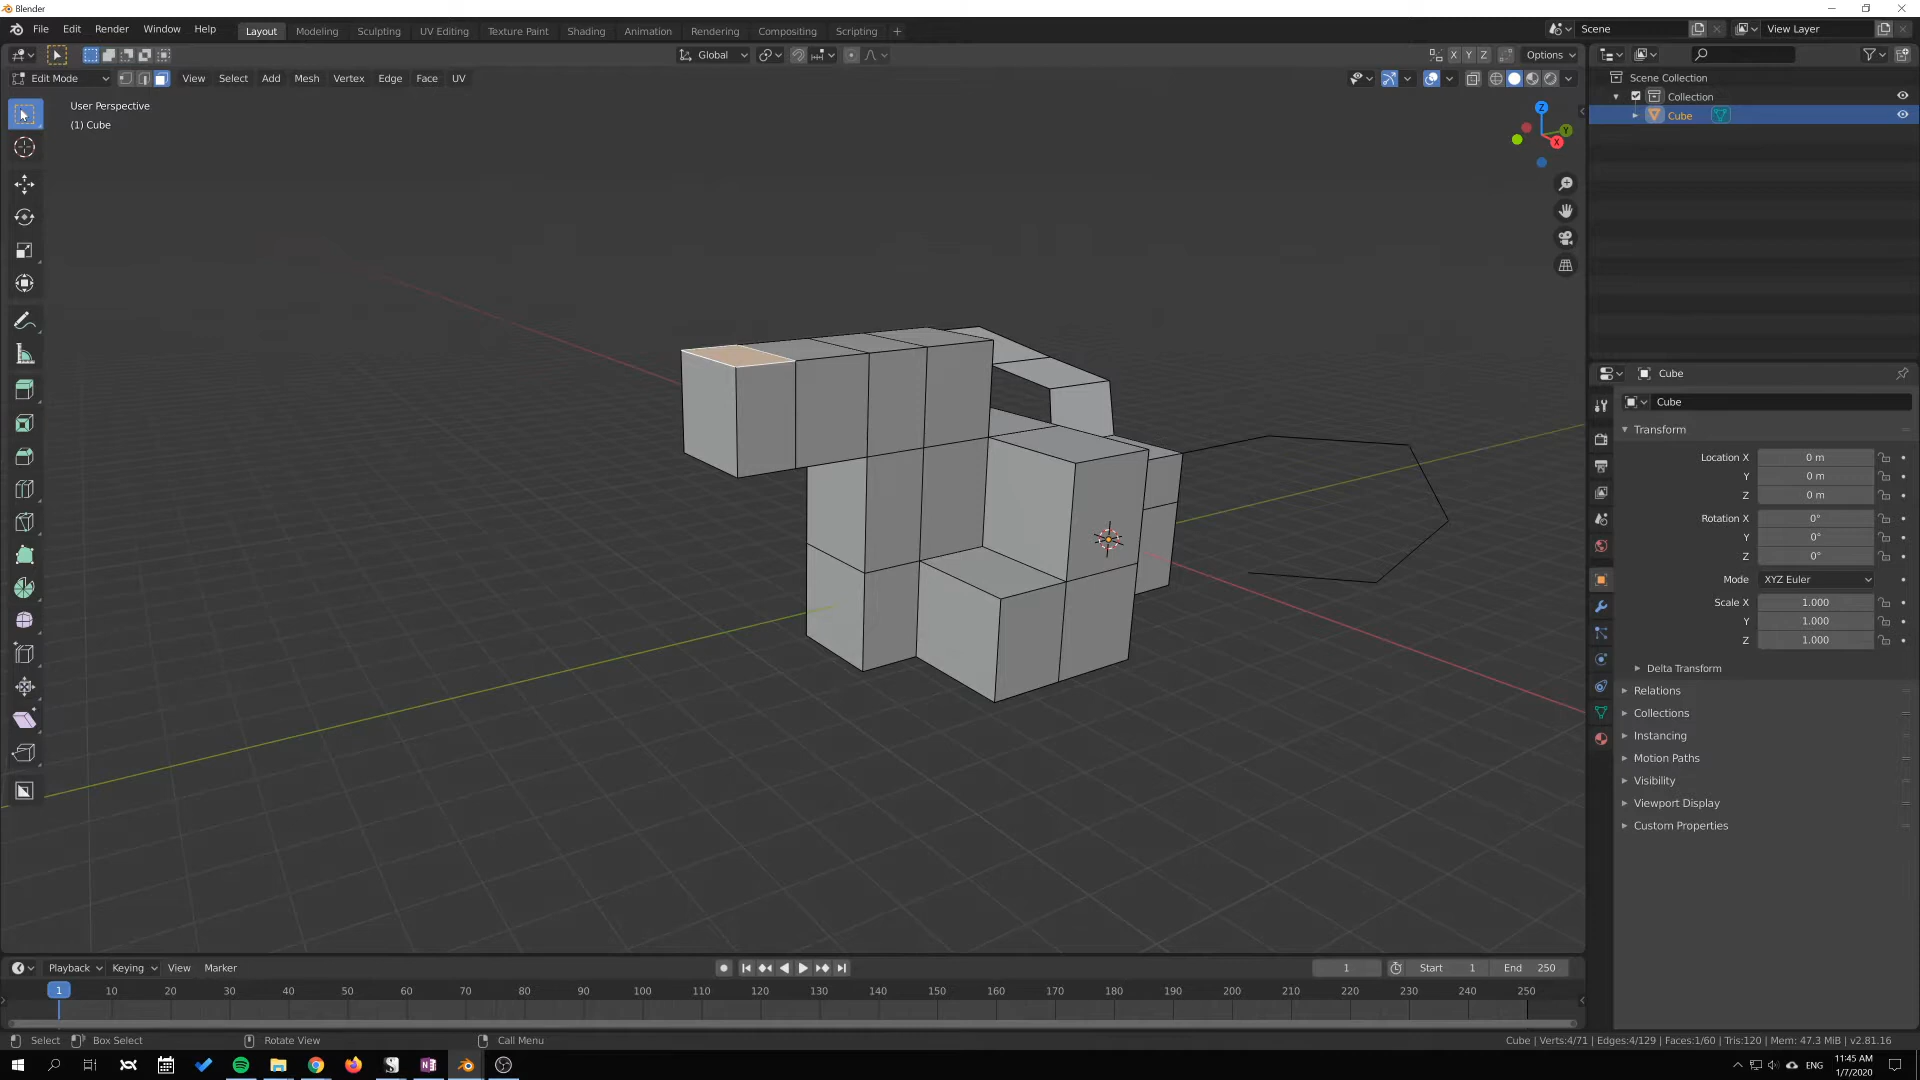 Blender
File Edit Render Window Help Layout Modeling Sculpting UV Editing Texture Paint Shading Animation Rendering Compositing Scripting + Scene View Layer
Global X Y Z Options
Edit Mode View Select Add Mesh Vertex Edge Face UV
User Perspective
(1) Cube
Z
Y
X
Scene Collection
Collection
Cube
Cube
Cube
Transform
Location X 0 m
Y 0 m
Z 0 m
Rotation X 0°
Y 0°
Z 0°
Mode XYZ Euler
Scale X 1.000
Y 1.000
Z 1.000
Delta Transform
Relations
Collections
Instancing
Motion Paths
Visibility
Viewport Display
Custom Properties
Playback Keying View Marker 1 Start 1 End 250
1 10 20 30 40 50 60 70 80 90 100 110 120 130 140 150 160 170 180 190 200 210 220 230 240 250
Select Box Select Rotate View Call Menu Cube | Verts:4/71 | Edges:4/129 | Faces:1/60 | Tris:120 | Mem: 47.3 MiB | v2.81.16
ENG 11:45 AM
1/7/2020